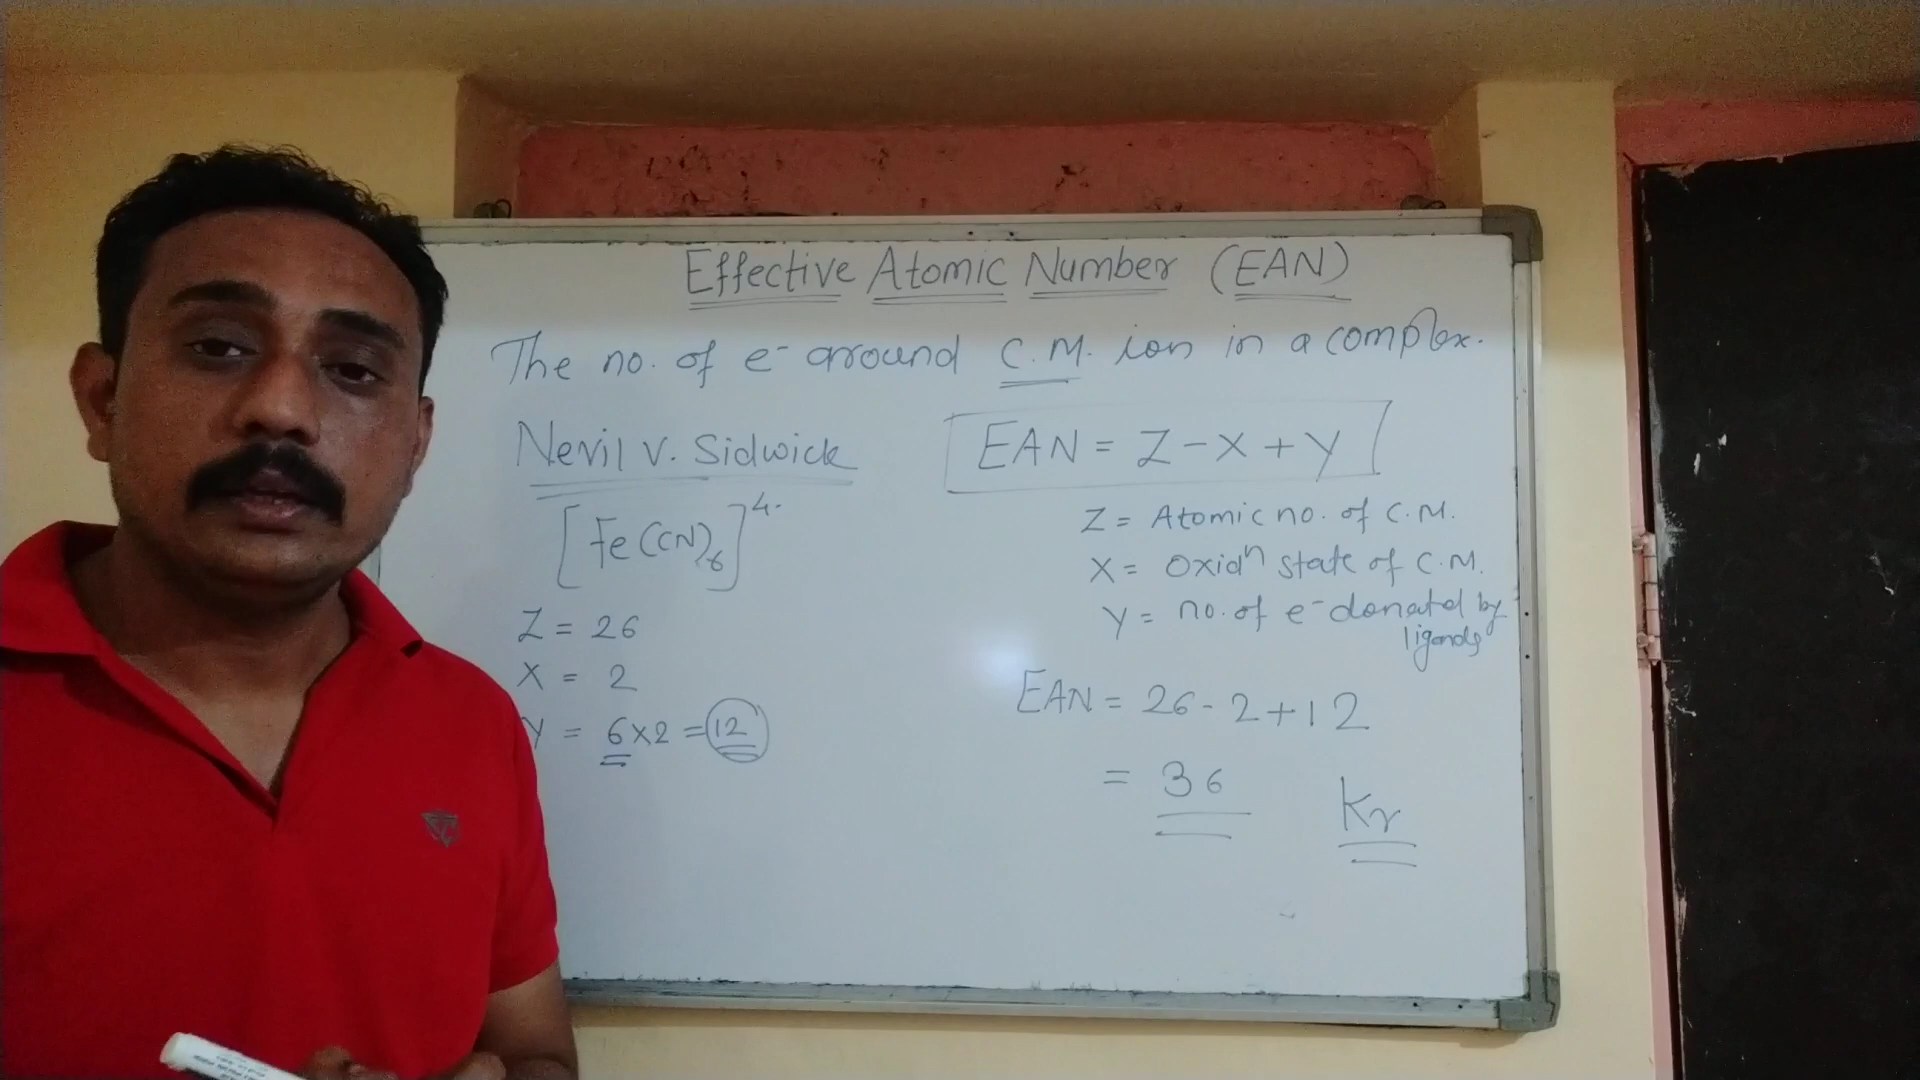 Effective Atomic Number (EAN)
The no. of e⁻ around C.M. ion in a complex.
Nevil V. Sidwick
EAN = Z - X + Y
[Fe(CN)₆]⁴⁻
Z = Atomic no. of C.M.
X = Oxidⁿ state of C.M.
Y = no. of e⁻ donated by
ligands
Z = 26
X = 2
Y = 6x2 = 12
EAN = 26 - 2 + 12
= 36
Kr